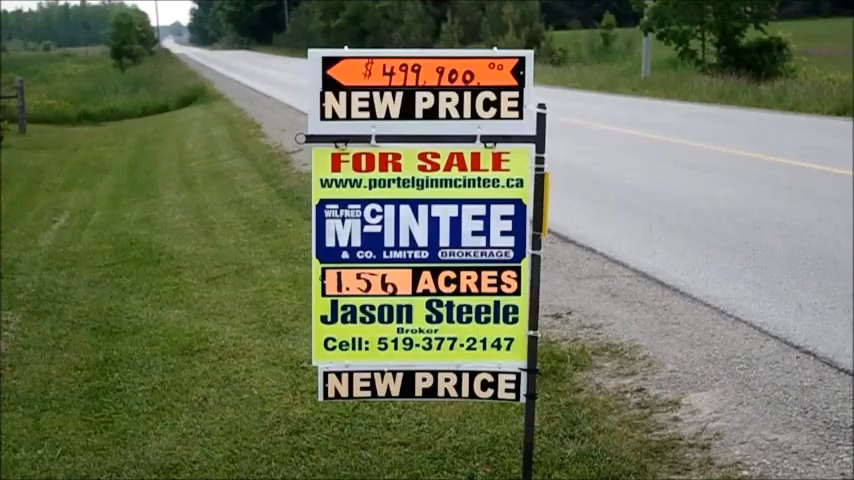 $499,900.00
NEW PRICE
FOR SALE
www.portelginmcintee.ca
WILFRED
McINTEE
& CO. LIMITED BROKERAGE
1.56 ACRES
Jason Steele
Broker
Cell: 519-377-2147
NEW PRICE